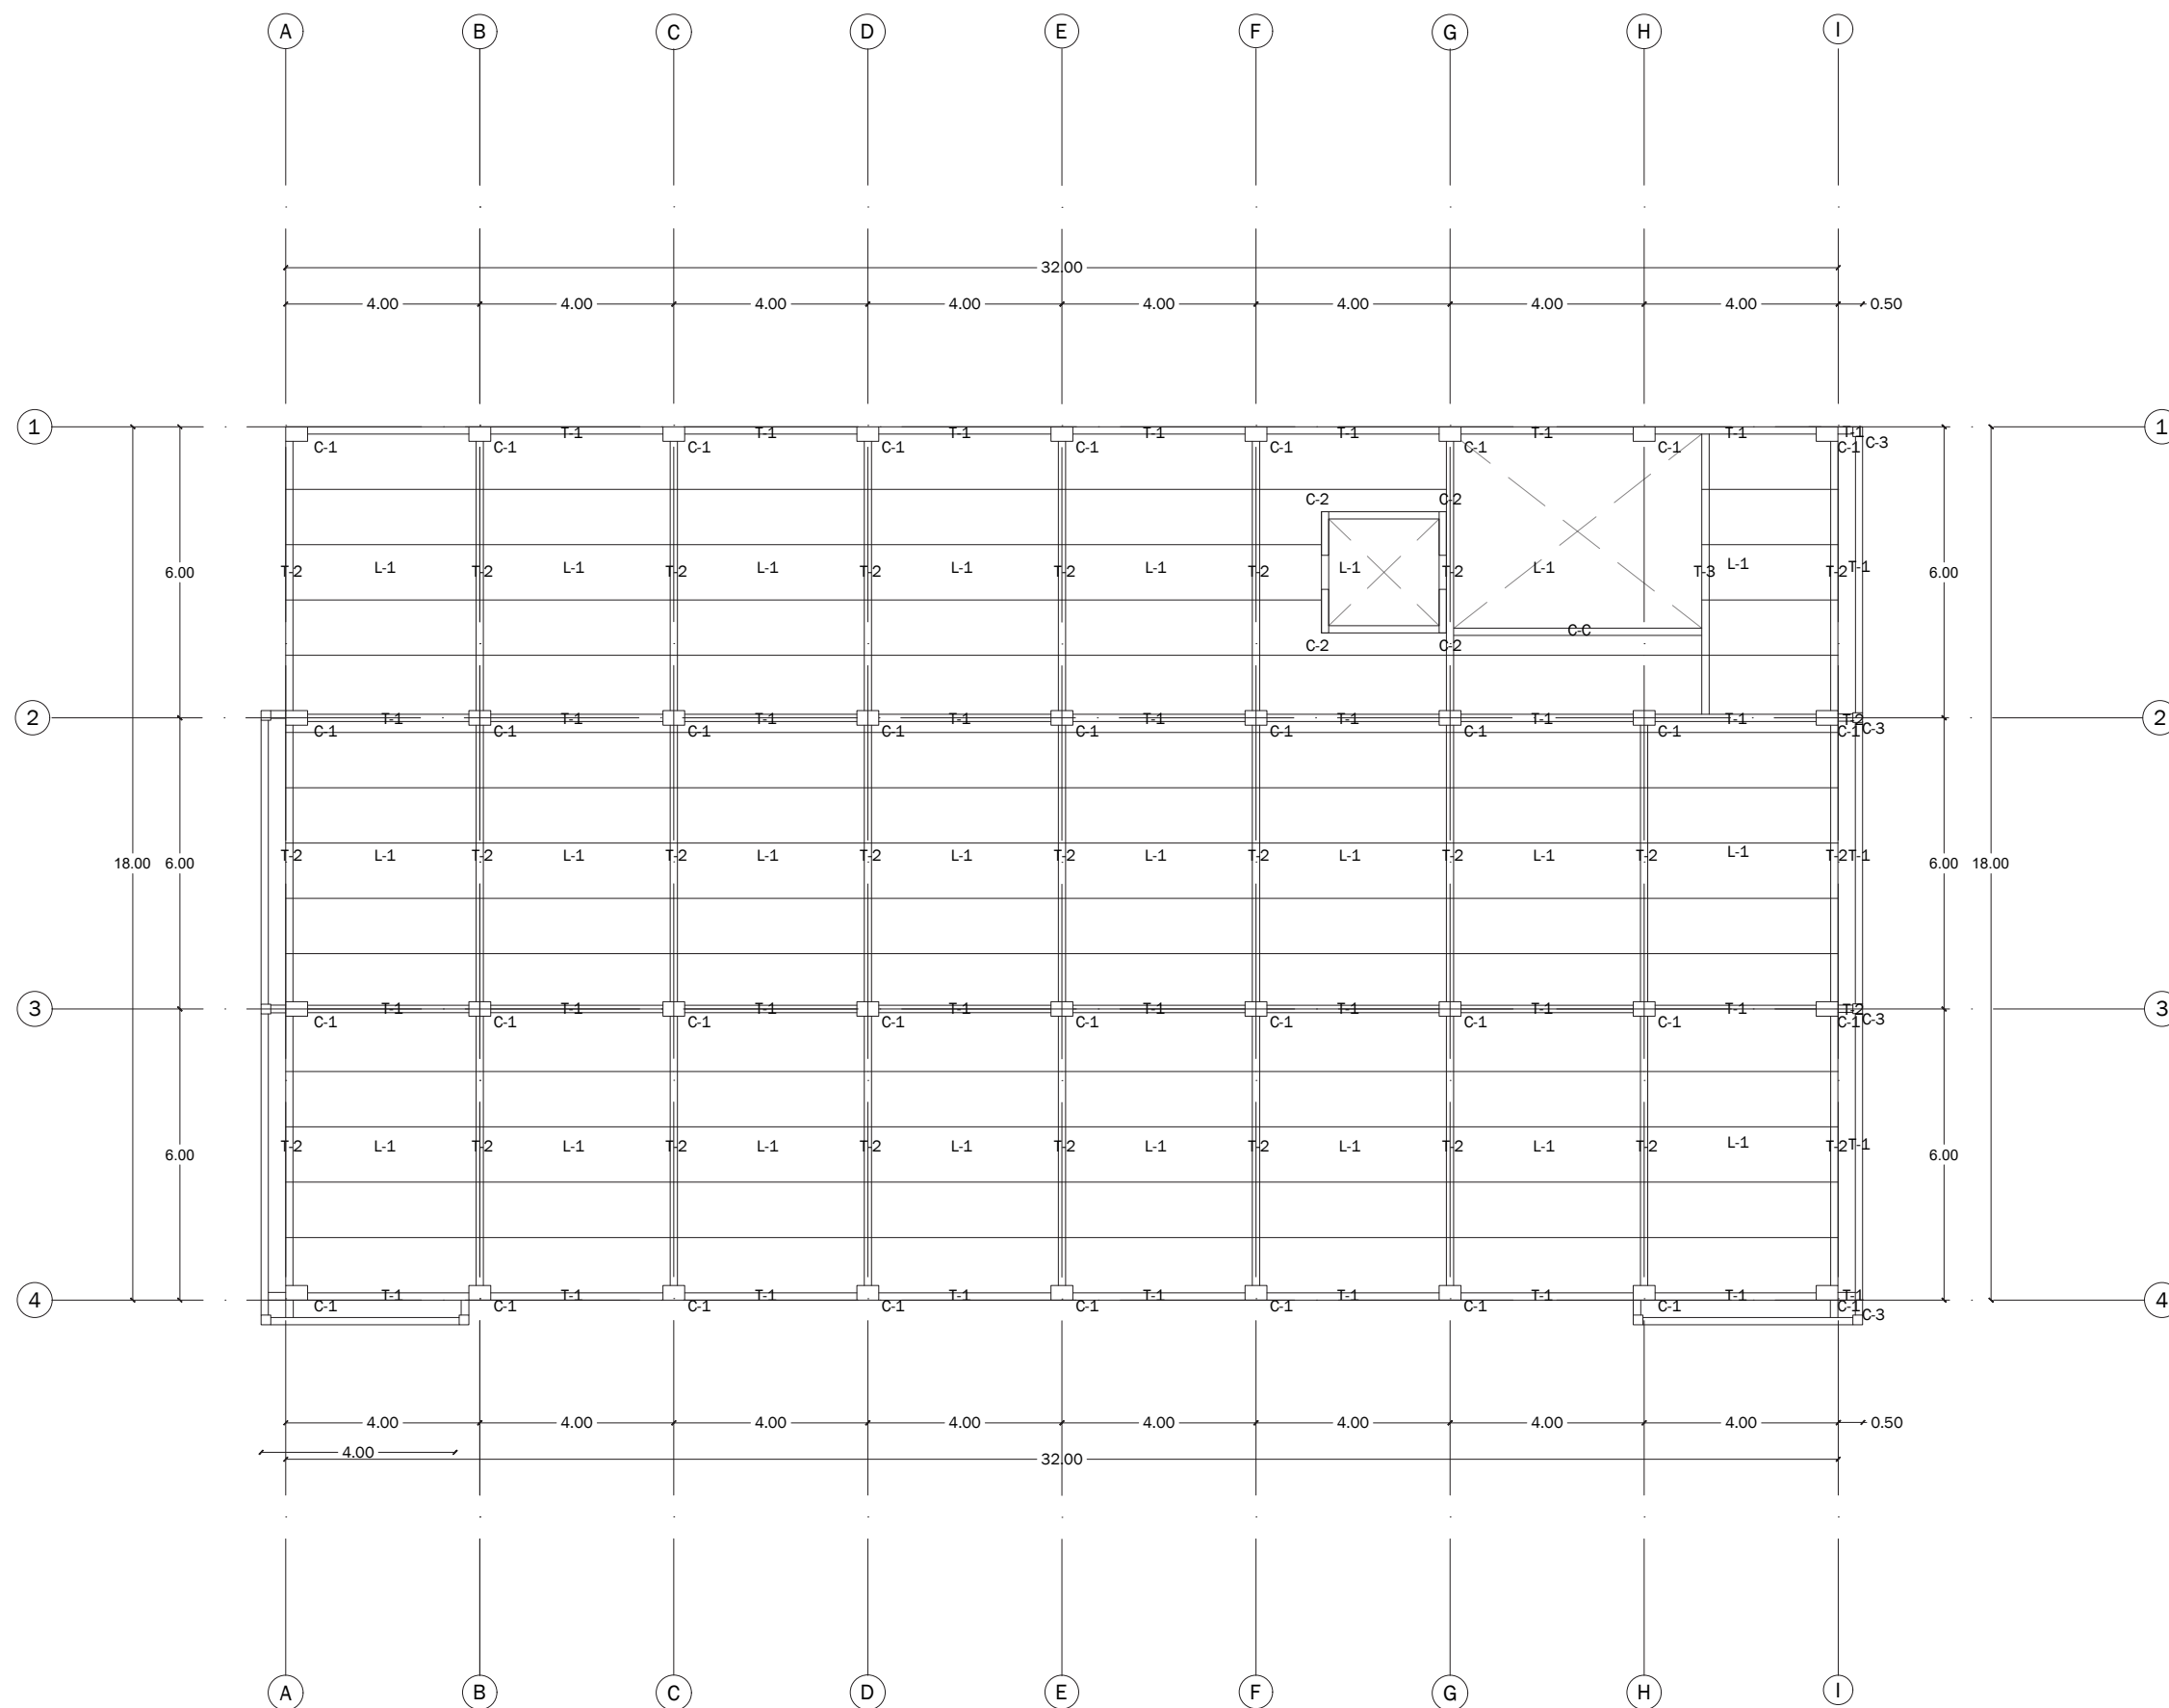 A B C D E F G H I
32.00
4.00 4.00 4.00 4.00 4.00 4.00 4.00 4.00 0.50
1 1
T-1 T-1 T-1 T-1 T-1 T-1 T-1 T-1
C-1 C-1 C-1 C-1 C-1 C-1 C-1 C-1 C-1 C-3
C-2 C-2
6.00 T-2 L-1 T-2 L-1 T-2 L-1 T-2 L-1 T-2 L-1 T-2 L-1 T-2 L-1 T-3 L-1 T-2 T-1 6.00
C-C
C-2 C-2
2 T-1 T-1 T-1 T-1 T-1 T-1 T-1 T-1 T-2 2
C-1 C-1 C-1 C-1 C-1 C-1 C-1 C-1 C-1 C-3
T-2 L-1 T-2 L-1 T-2 L-1 T-2 L-1 T-2 L-1 T-2 L-1 T-2 L-1 T-2 L-1 T-2 T-1
18.00 6.00 6.00 18.00
3 T-1 T-1 T-1 T-1 T-1 T-1 T-1 T-1 T-2 3
C-1 C-1 C-1 C-1 C-1 C-1 C-1 C-1 C-1 C-3
T-2 L-1 T-2 L-1 T-2 L-1 T-2 L-1 T-2 L-1 T-2 L-1 T-2 L-1 T-2 L-1 T-2 T-1
6.00 6.00
4 T-1 T-1 T-1 T-1 T-1 T-1 T-1 T-1 T-1 4
C-1 C-1 C-1 C-1 C-1 C-1 C-1 C-1 C-1 C-3
4.00 4.00 4.00 4.00 4.00 4.00 4.00 4.00 0.50
4.00
32.00
A B C D E F G H I